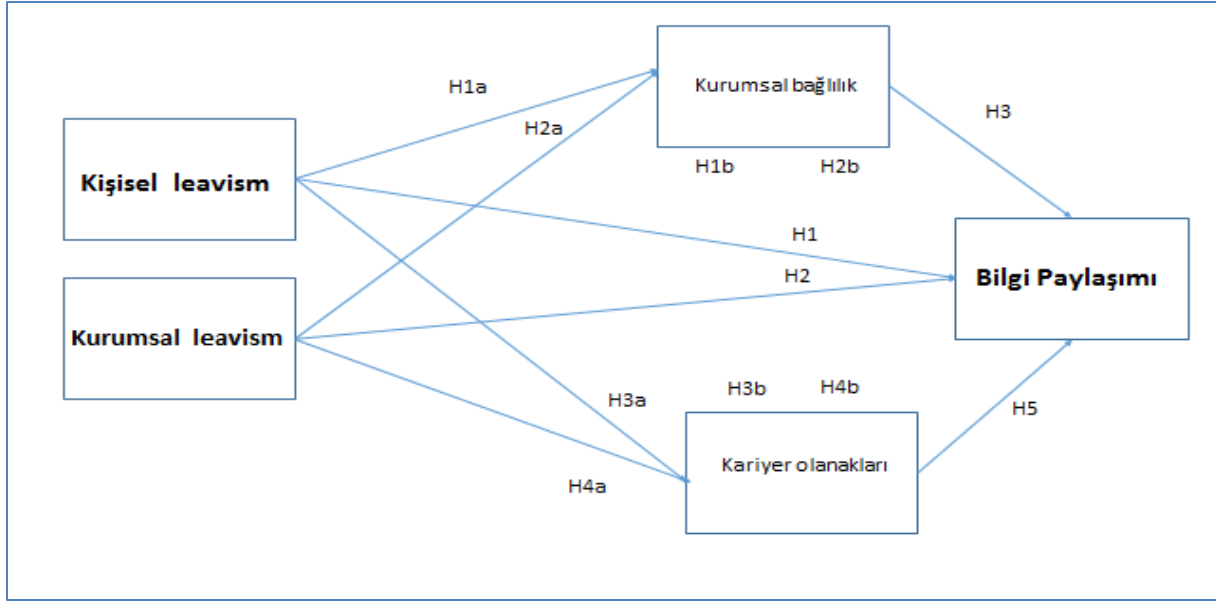 Kurumsal bağlılık
H1a
H3
H2a
H1b
H2b
Kişisel leavism
H1
H2
Bilgi Paylaşımı
Kurumsal leavism
H3b
H4b
H3a
H5
Kariyer olanakları
H4a